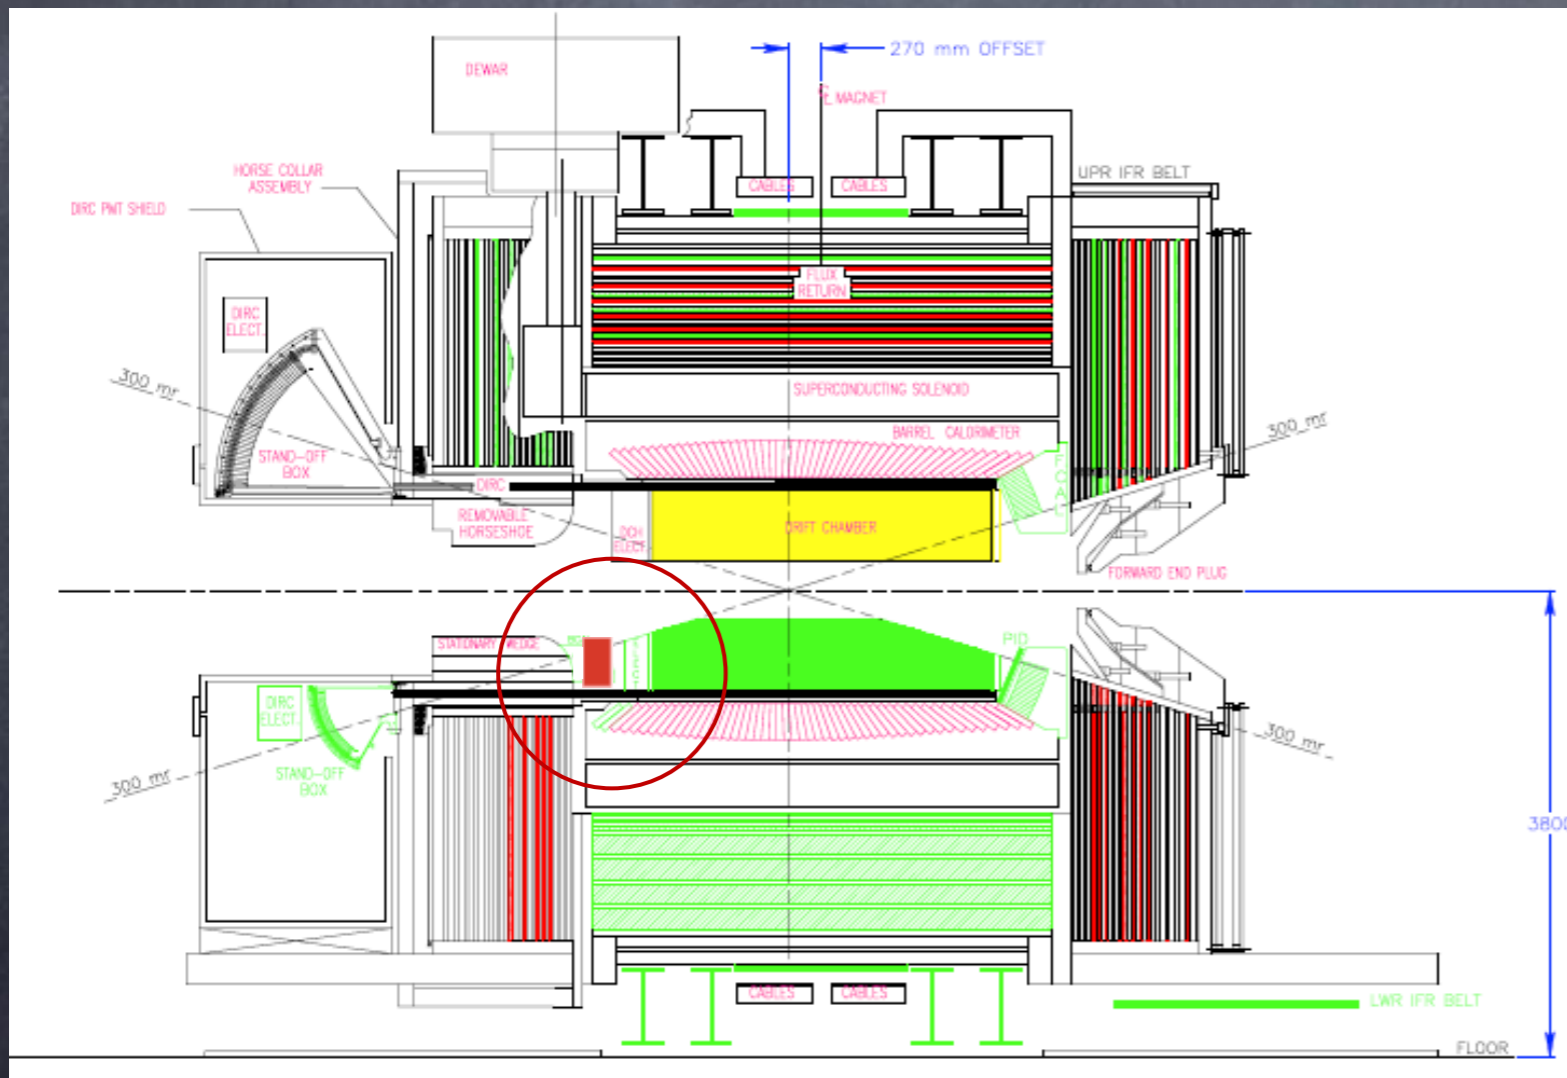 270 mm OFFSET
DEWAR
℄ MAGNET
HORSE COLLAR
ASSEMBLY
UPR IFR BELT
CABLES
CABLES
DIRC PMT SHIELD
FLUX
RETURN
DIRC
ELECT.
300 mr
SUPERCONDUCTING SOLENOID
300 mr
BARREL CALORIMETER
STAND-OFF
BOX
DIRC
REMOVABLE
HORSESHOE
DCH
ELECT.
DRIFT CHAMBER
FORWARD END PLUG
STATIONARY WEDGE
PID
DIRC
ELECT.
300 mr
STAND-OFF
BOX
300 mr
3800
CABLES
CABLES
LWR IFR BELT
FLOOR